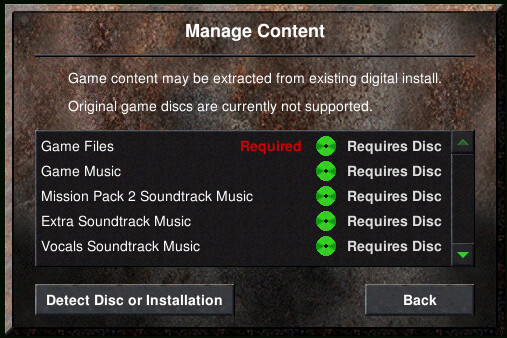 Manage Content
Game content may be extracted from existing digital install.
Original game discs are currently not supported.
Game Files Required Requires Disc
Game Music Requires Disc
Mission Pack 2 Soundtrack Music Requires Disc
Extra Soundtrack Music Requires Disc
Vocals Soundtrack Music Requires Disc
Detect Disc or Installation Back